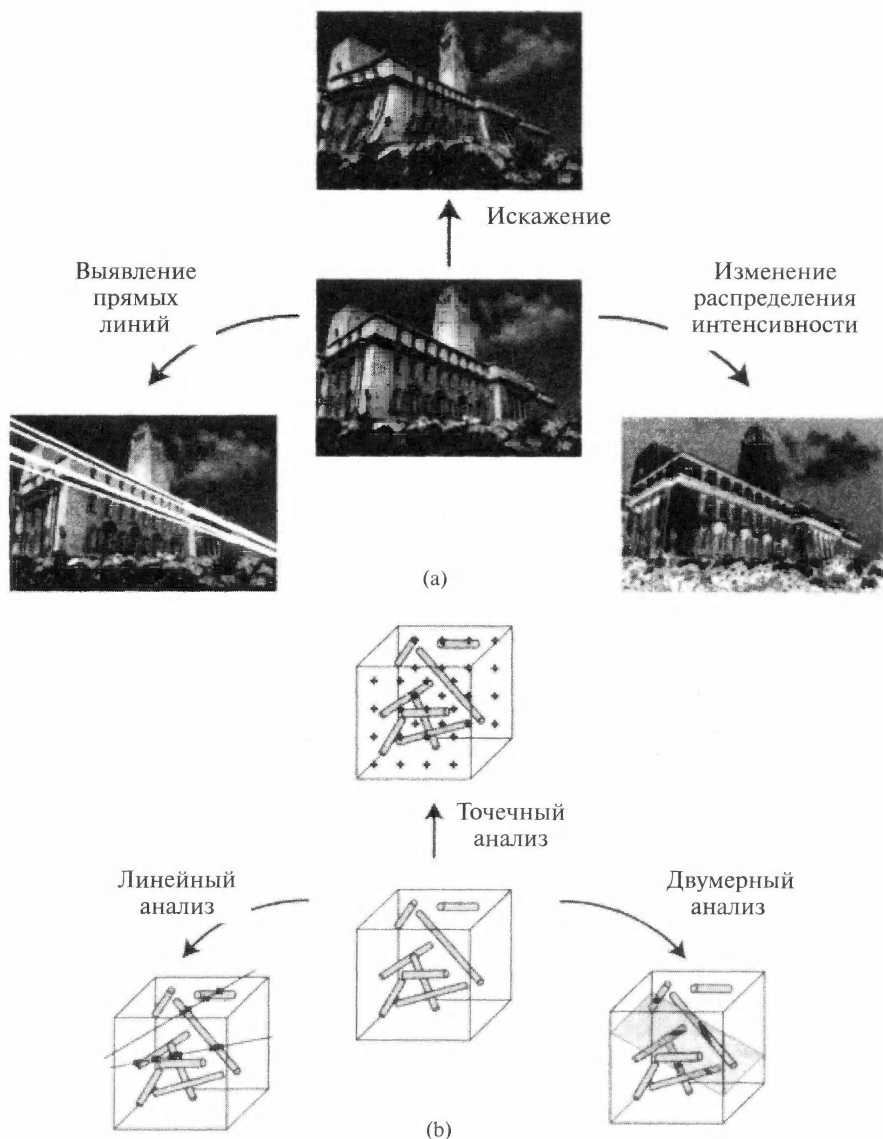 Искажение
Выявление
прямых
линий
Изменение
распределения
интенсивности
(a)
Точечный
анализ
Линейный
анализ
Двумерный
анализ
(b)